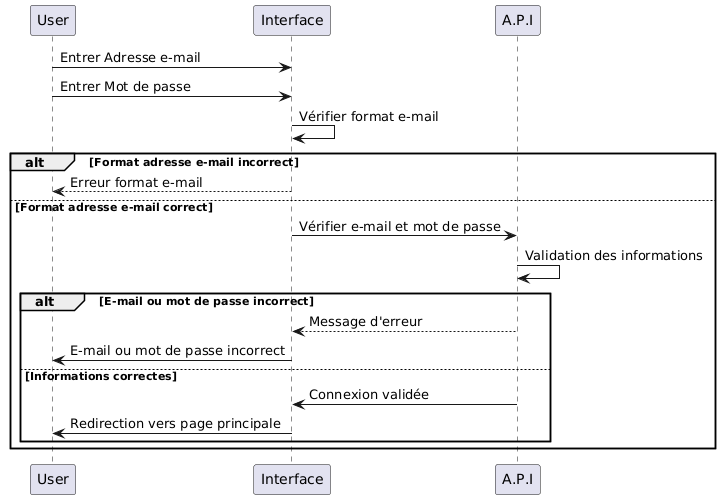 User Interface A.P.I
Entrer Adresse e-mail
Entrer Mot de passe
Vérifier format e-mail
alt [Format adresse e-mail incorrect]
Erreur format e-mail
[Format adresse e-mail correct]
Vérifier e-mail et mot de passe
Validation des informations
alt [E-mail ou mot de passe incorrect]
Message d'erreur
E-mail ou mot de passe incorrect
[Informations correctes]
Connexion validée
Redirection vers page principale
User Interface A.P.I